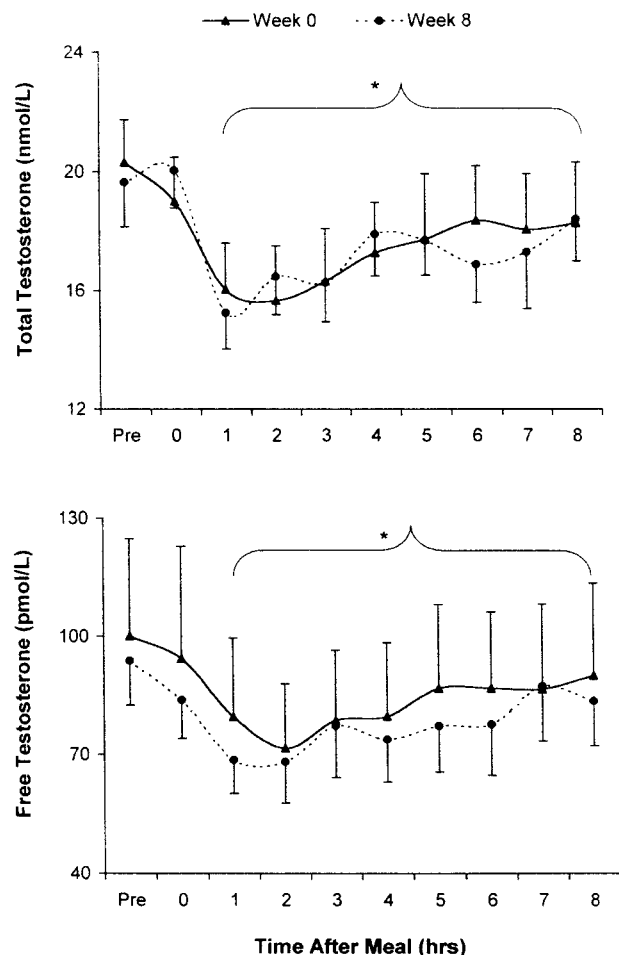 Week 0 Week 8
Total Testosterone (nmol/L)
24
20
16
12
*
Pre 0 1 2 3 4 5 6 7 8
Free Testosterone (pmol/L)
130
100
70
40
*
Pre 0 1 2 3 4 5 6 7 8
Time After Meal (hrs)